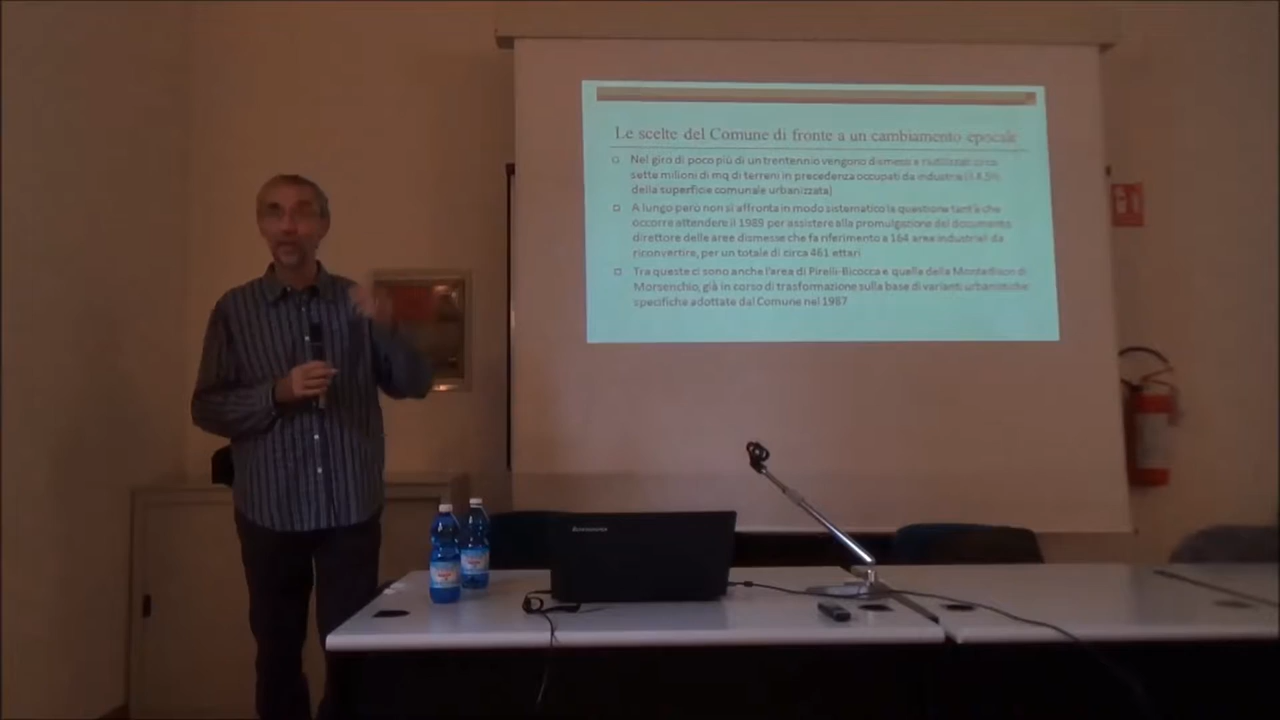 Le scelte del Comune di fronte a un cambiamento epocale
Nel giro di poco più di un trentennio vengono dismessi e riutilizzati circa
sette milioni di mq di terreni in precedenza occupati da industrie
della superficie comunale urbanizzata)
A lungo pero non si affronta in modo sistematico la questione tant'è che
occorre attendere il 1989 per assistere alla promulgazione del documento
direttore delle aree dismesse che fa riferimento a 164 aree industriali da
riconvertire, per un totale di circa 461 ettari
Tra queste ci sono anche l'area di Pirelli-Bicocca e quella della Montedison di
Morsenchio, già in corso di trasformazione sulla base di varianti urbanistiche
specifiche adottate dal Comune nel 1987
lenovo